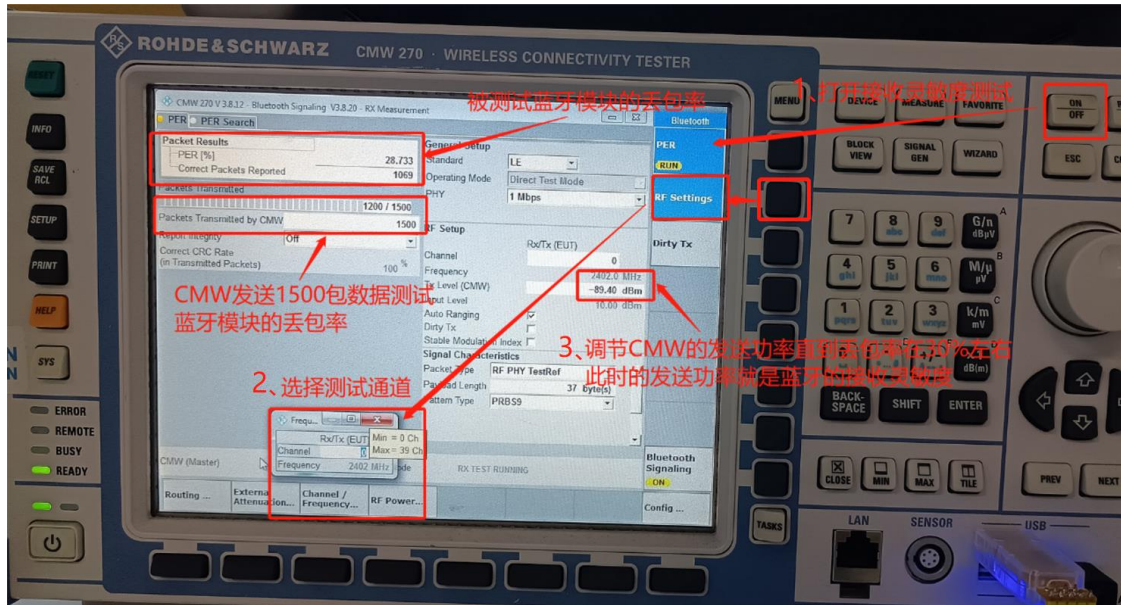 ROHDE&SCHWARZ CMW 270 · WIRELESS CONNECTIVITY TESTER
RESET
INFO
SAVE
RCL
SETUP
PRINT
HELP
SYS
ERROR
REMOTE
BUSY
READY
CMW 270 V 3.8.12 - Bluetooth Signaling V3.8.20 - RX Measurement
PER PER Search
Packet Results
PER [%] 28.733
Correct Packets Reported 1069
Packets Transmitted
1200 / 1500
Packets Transmitted by CMW 1500
Report Integrity Off
Correct CRC Rate
(in Transmitted Packets) 100 %
被测试蓝牙模块的丢包率
CMW发送1500包数据测试
蓝牙模块的丢包率
General Setup
Standard LE
Operating Mode Direct Test Mode
PHY 1 Mbps
RF Setup
Rx/Tx (EUT)
Channel 0
Frequency 2402.0 MHz
Tx Level (CMW) -89.40 dBm
Input Level 10.00 dBm
Auto Ranging
Dirty Tx
Stable Modulation Index
Signal Characteristics
Packet Type RF PHY TestRef
Payload Length 37 byte(s)
Pattern Type PRBS9
2、选择测试通道
Frequ...
Rx/Tx (EUT)
Channel 0
Frequency 2402 MHz
Min = 0 Ch
Max = 39 Ch
CMW (Master)
RX TEST RUNNING
Routing ...
External
Attenuation...
Channel /
Frequency...
RF Power...
Bluetooth
PER
RUN
RF Settings
Dirty Tx
Bluetooth
Signaling
ON
Config ...
1、打开接收灵敏度测试
3、调节CMW的发送功率直到丢包率在30%左右
此时的发送功率就是蓝牙的接收灵敏度
MENU
TASKS
DEVICE MEASURE FAVORITE
BLOCK
VIEW
SIGNAL
GEN
WIZARD
ON
OFF
ESC
7 8 abc 9 def G/n dBµV A
4 ghi 5 jkl 6 mno M/µ µV B
1 pqrs 2 tuv 3 wxyz k/m mV C
dB(m)
BACK-
SPACE
SHIFT
ENTER
CLOSE MIN MAX TILE
PREV NEXT
LAN SENSOR USB